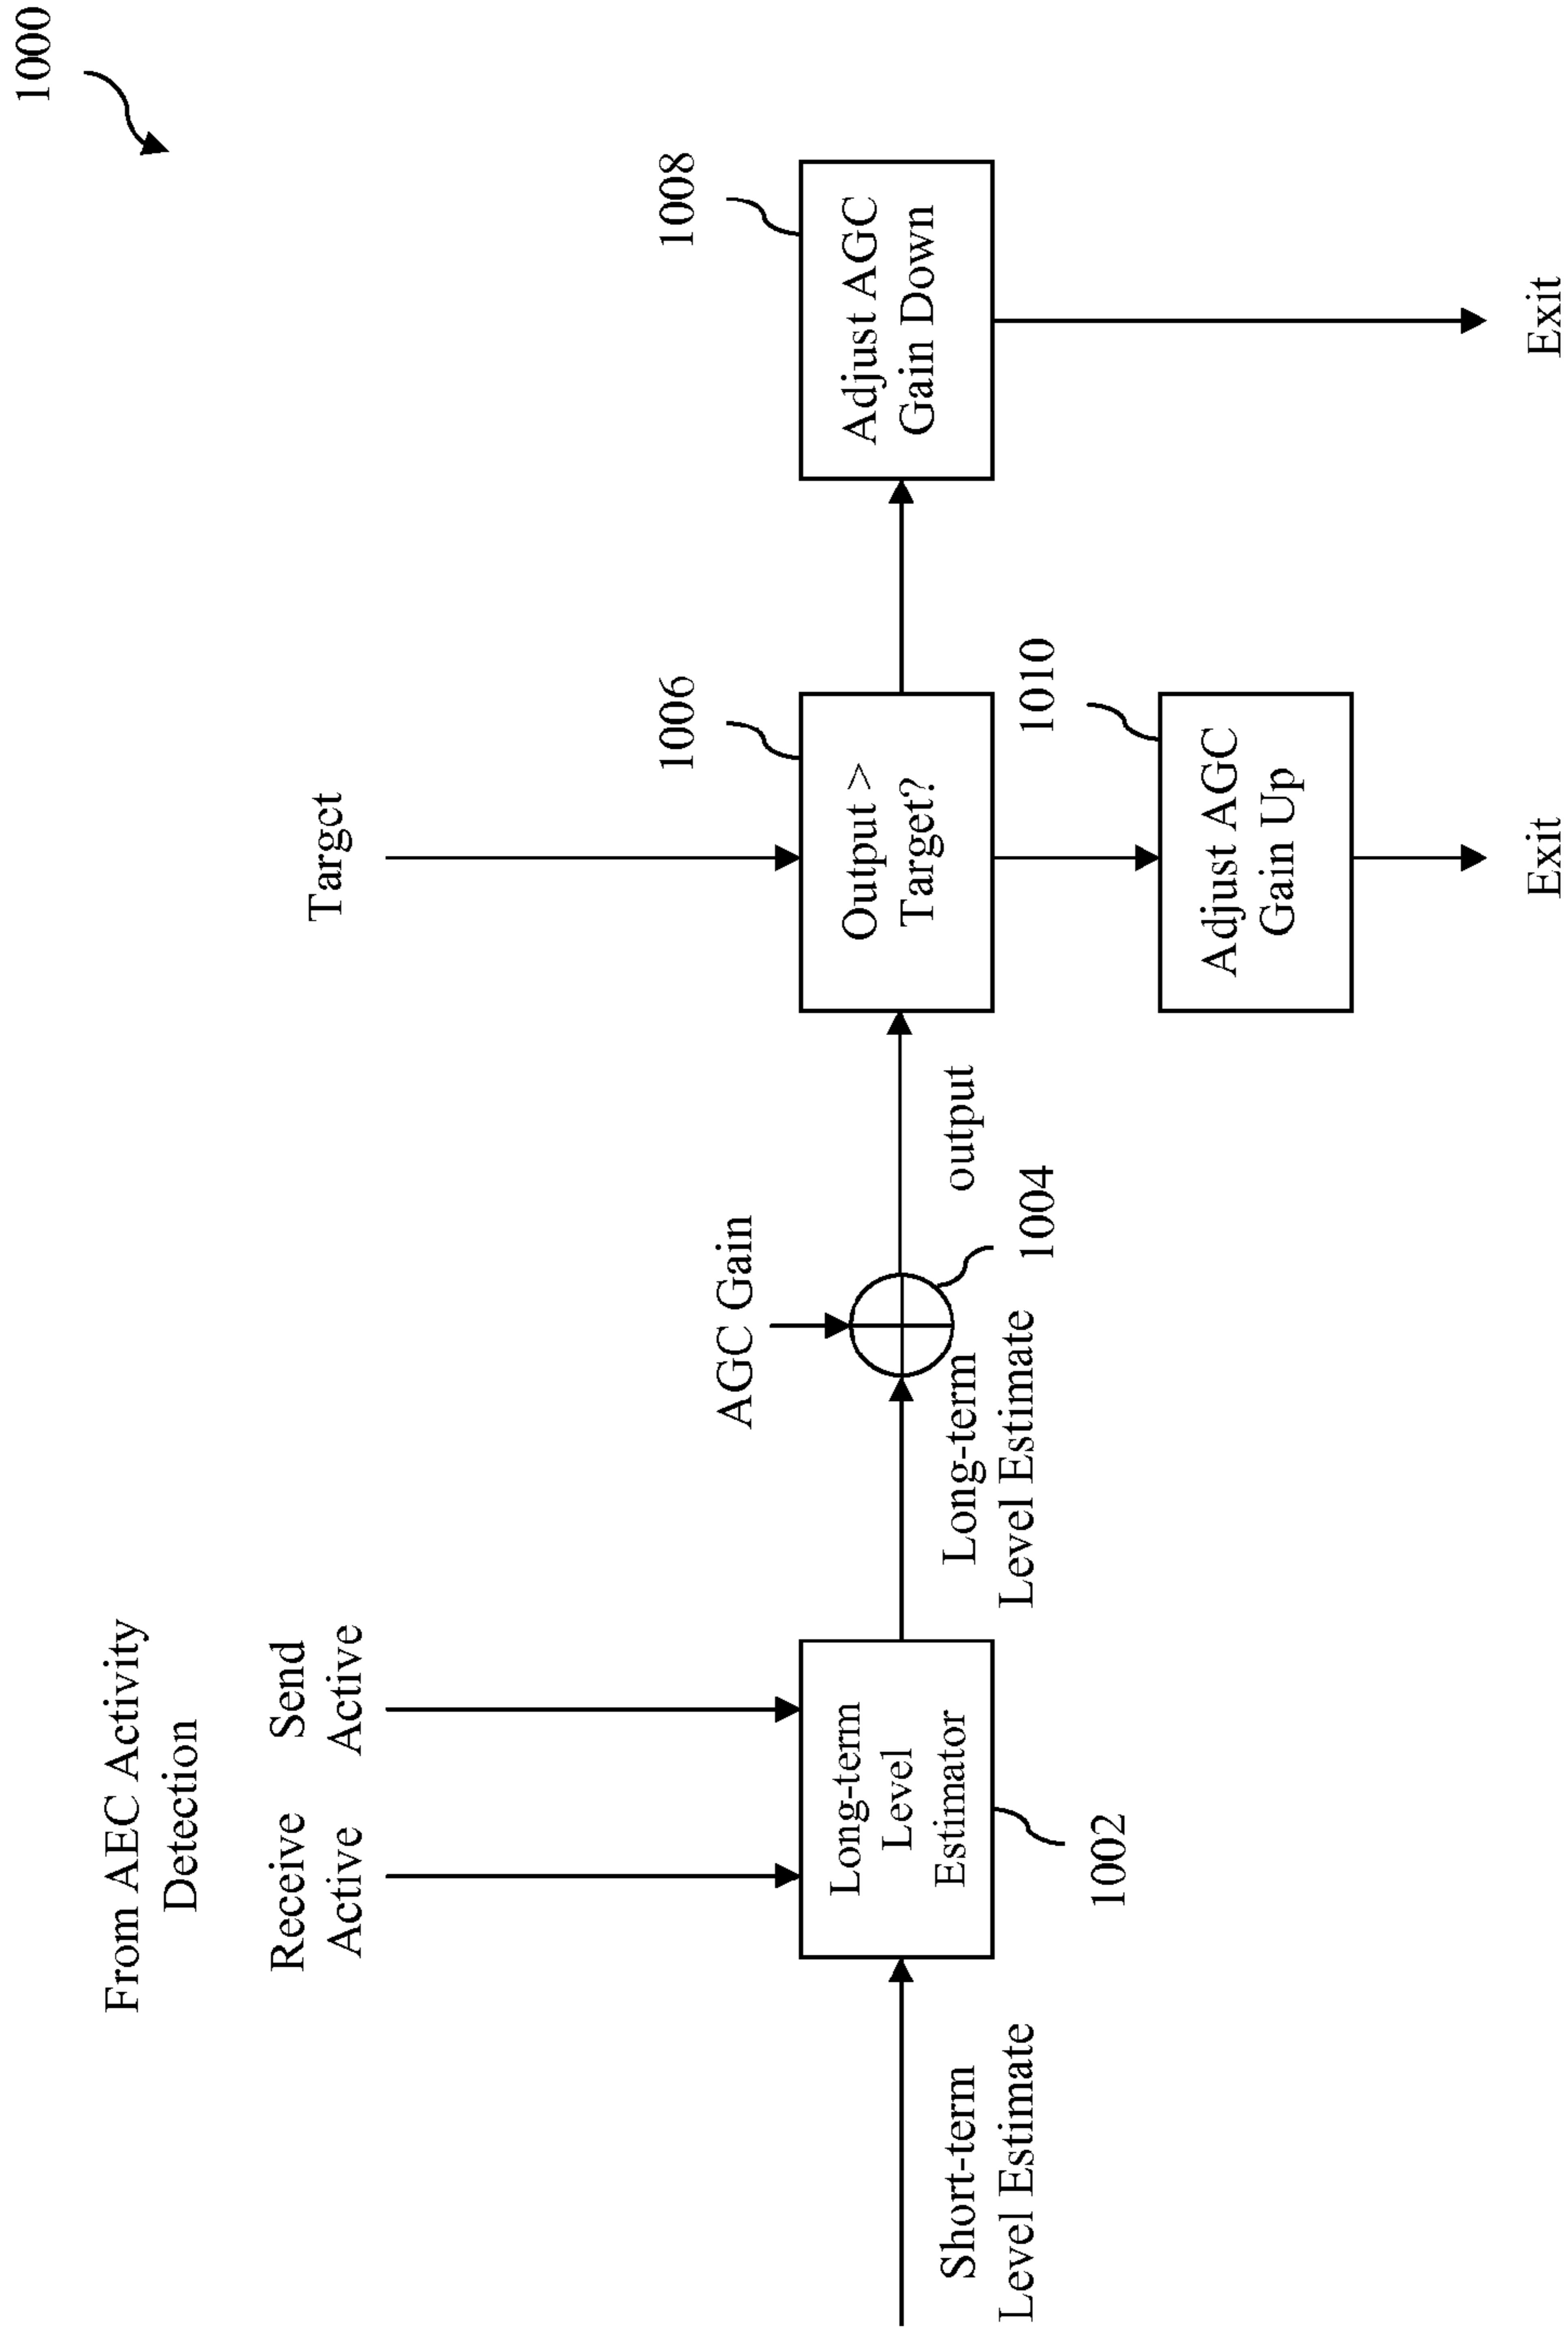 1000
From AEC Activity
Detection
Receive
Active
Send
Active
Target
Short-term
Level Estimate
Long-term
Level
Estimator
1002
Long-term
Level Estimate
AGC Gain
1004
output
1006
Output >
Target?
1008
Adjust AGC
Gain Down
1010
Adjust AGC
Gain Up
Exit
Exit